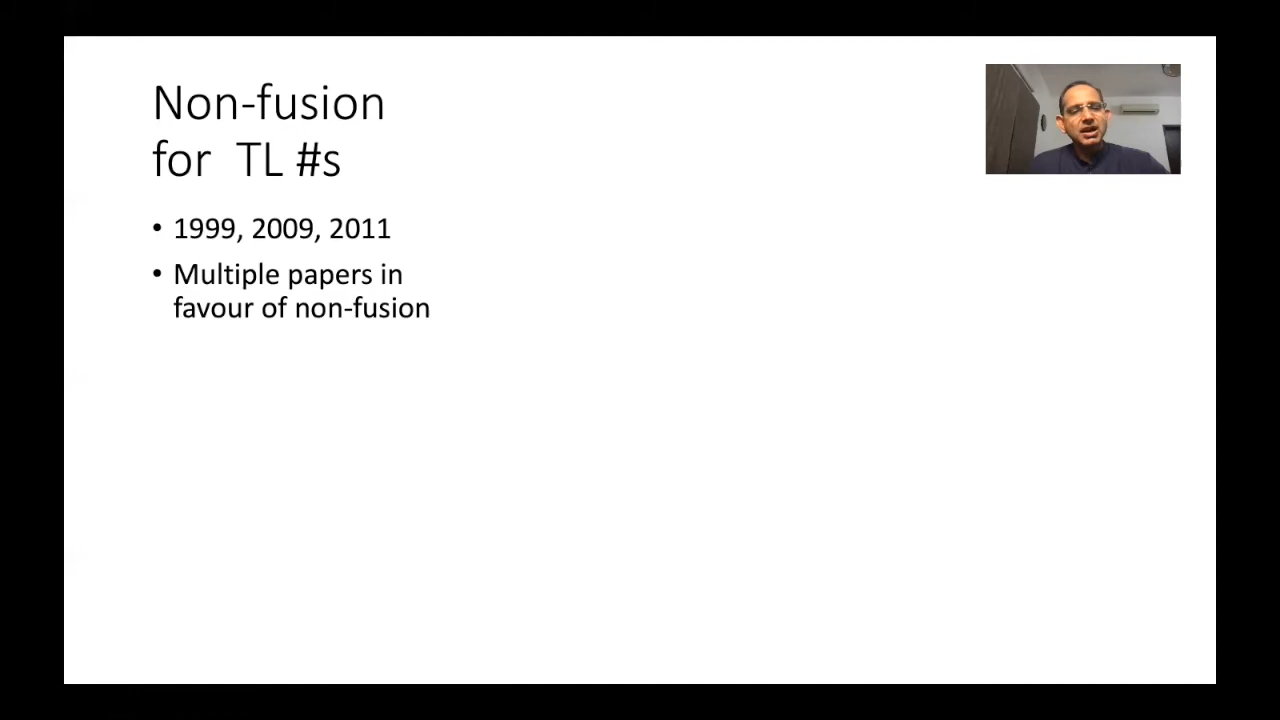 Non-fusion
for TL #s
• 1999, 2009, 2011
• Multiple papers in
favour of non-fusion